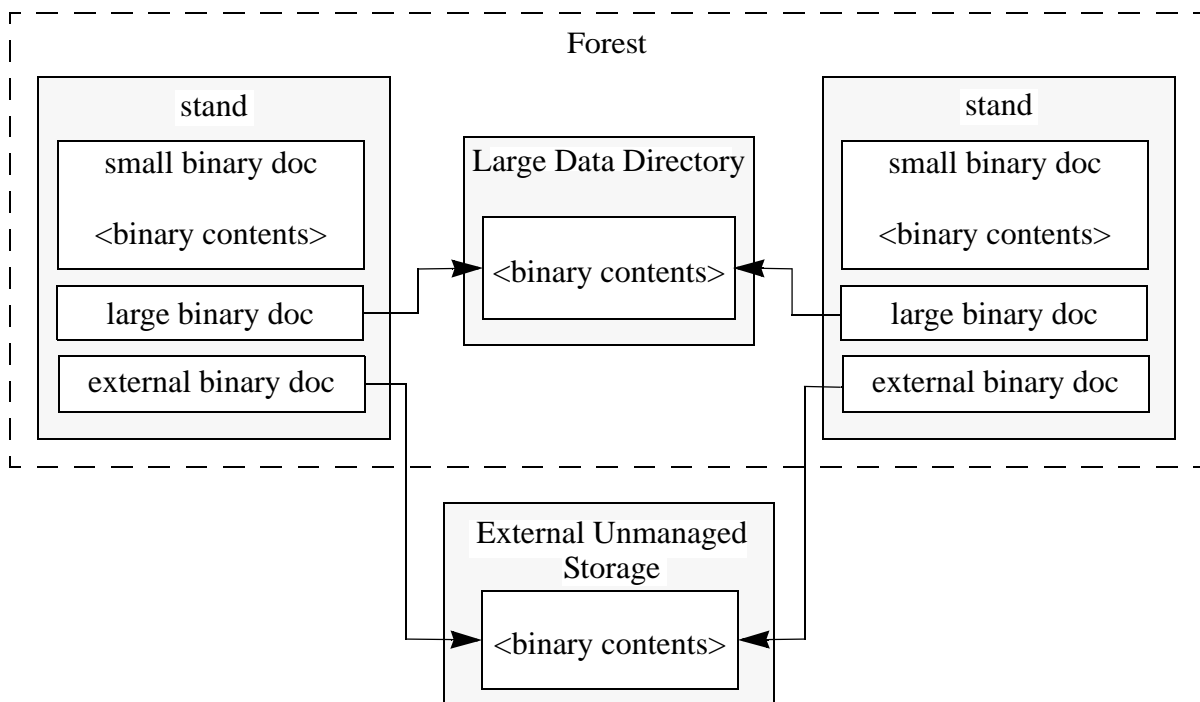 Forest
stand
small binary doc
<binary contents>
large binary doc
external binary doc
Large Data Directory
<binary contents>
stand
small binary doc
<binary contents>
large binary doc
external binary doc
External Unmanaged
Storage
<binary contents>